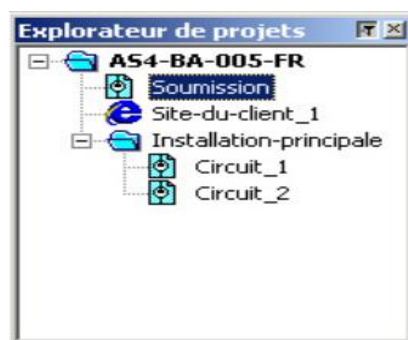 Explorateur de projets
AS4-BA-005-FR
Soumission
Site-du-client_1
Installation-principale
Circuit_1
Circuit_2